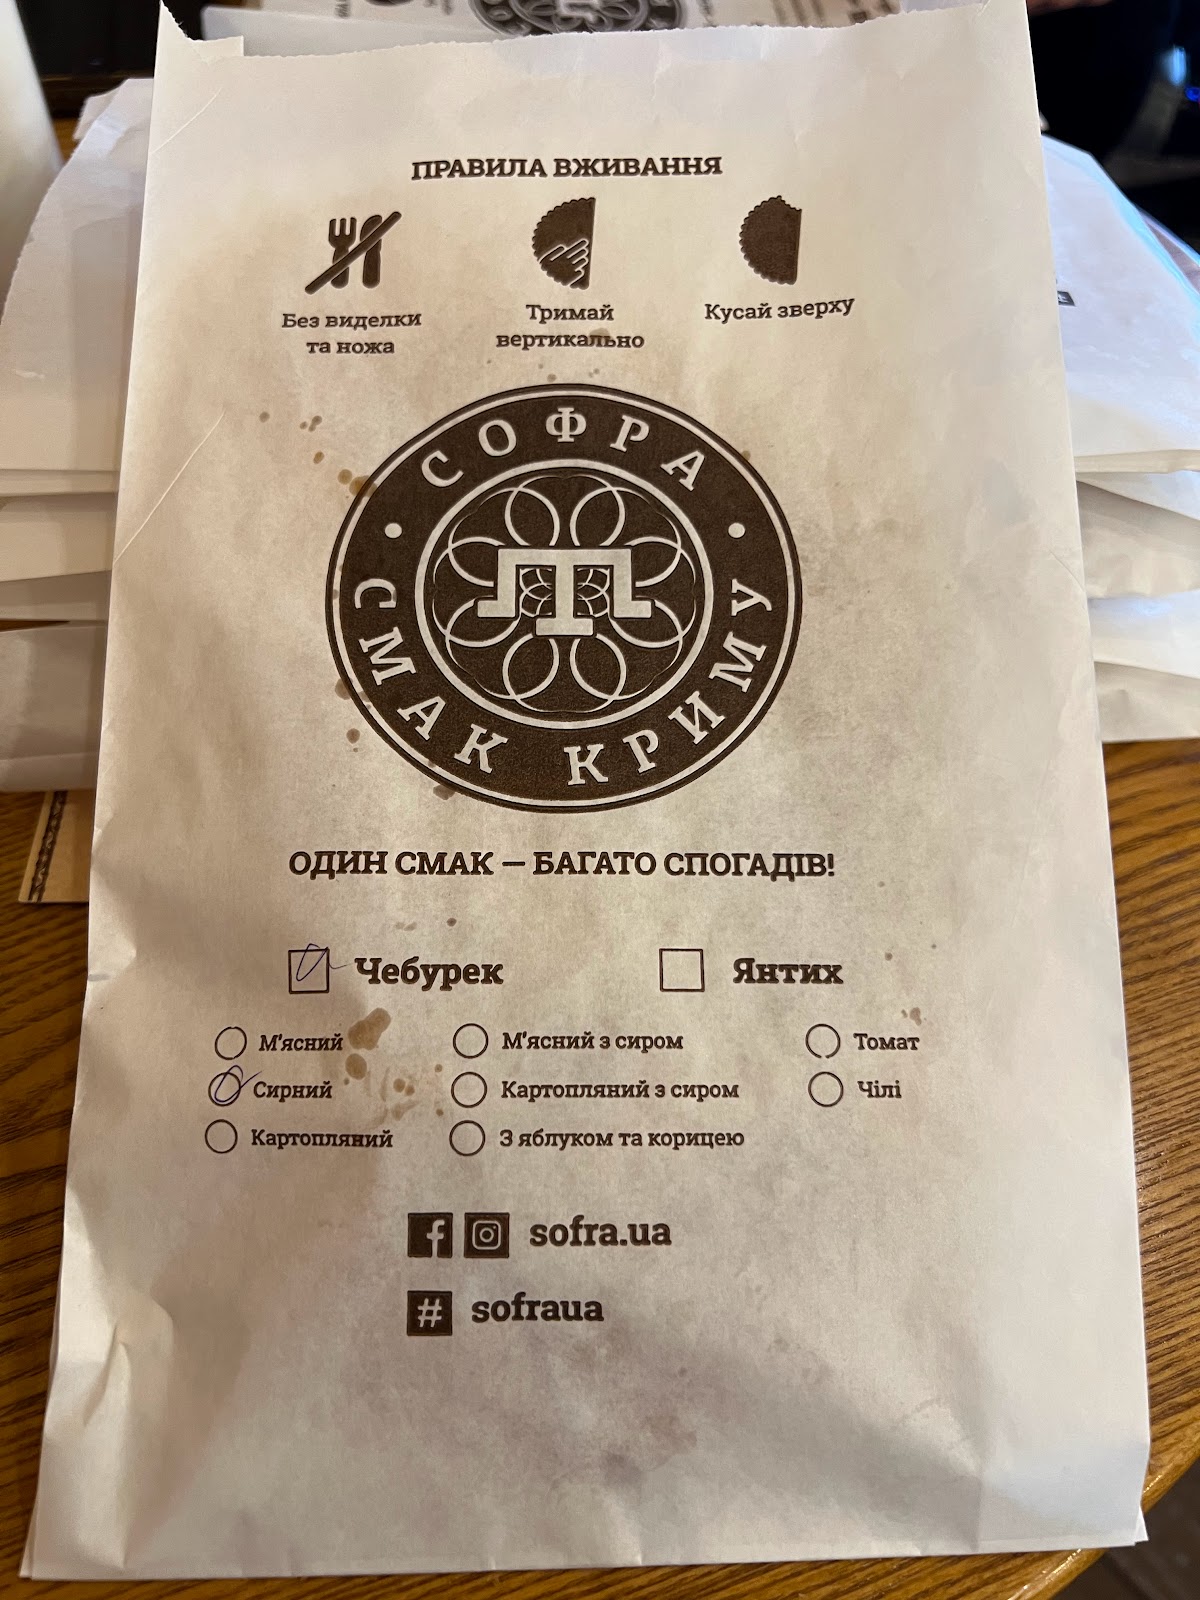 ПРАВИЛА ВЖИВАННЯ
Без виделки
та ножа
Тримай
вертикально
Кусай зверху
СОФРА
СМАК КРИМУ
ОДИН СМАК — БАГАТО СПОГАДІВ!
Чебурек
Янтих
М'ясний
М'ясний з сиром
Томат
Сирний
Картопляний з сиром
Чілі
Картопляний
З яблуком та корицею
sofra.ua
# sofraua